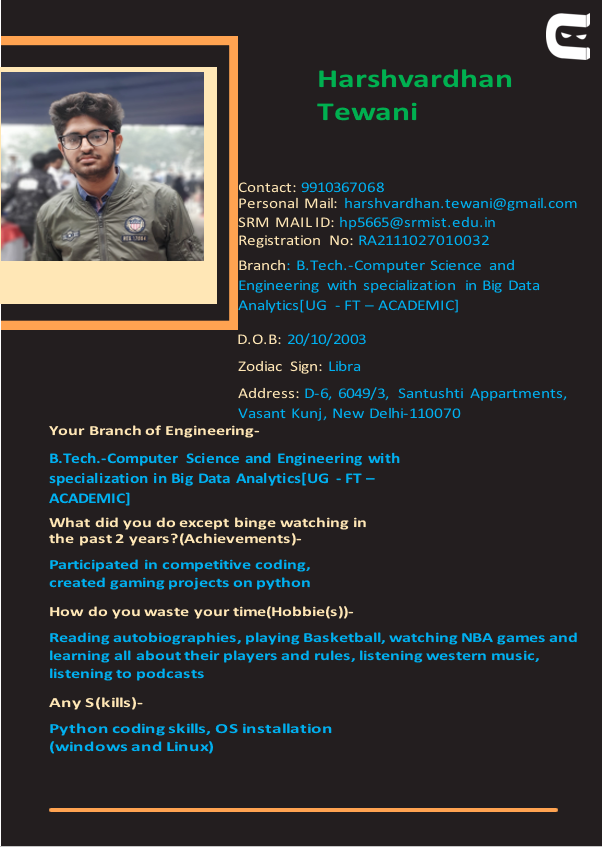 Harshvardhan
Tewani
Contact: 9910367068
Personal Mail: harshvardhan.tewani@gmail.com
SRM MAIL ID: hp5665@srmist.edu.in
Registration No: RA2111027010032
Branch: B.Tech.-Computer Science and
Engineering with specialization in Big Data
Analytics[UG - FT – ACADEMIC]
D.O.B: 20/10/2003
Zodiac Sign: Libra
Address: D-6, 6049/3, Santushti Appartments,
Vasant Kunj, New Delhi-110070
Your Branch of Engineering-
B.Tech.-Computer Science and Engineering with
specialization in Big Data Analytics[UG - FT –
ACADEMIC]
What did you do except binge watching in
the past 2 years?(Achievements)-
Participated in competitive coding,
created gaming projects on python
How do you waste your time(Hobbie(s))-
Reading autobiographies, playing Basketball, watching NBA games and
learning all about their players and rules, listening western music,
listening to podcasts
Any S(kills)-
Python coding skills, OS installation
(windows and Linux)